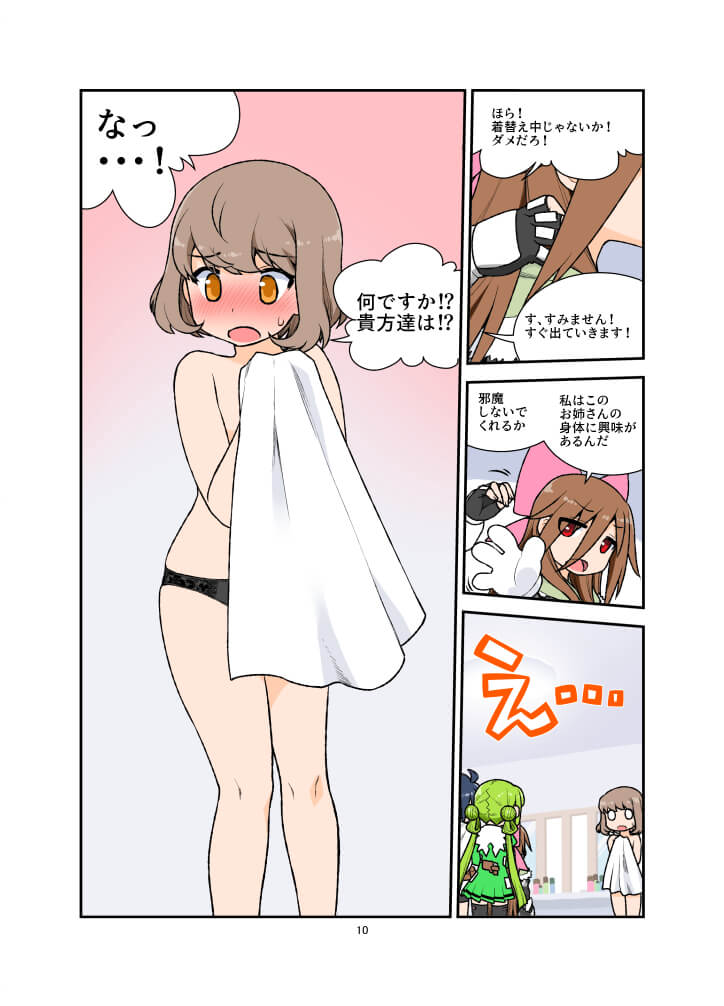 ほら！
着替え中じゃないか！
ダメだろ！
す、すみません！
すぐ出ていきます！
私はこの
お姉さんの
身体に興味が
あるんだ
邪魔
しないで
くれるか
え…
なっ
…！
何ですか!?
貴方達は!?
10